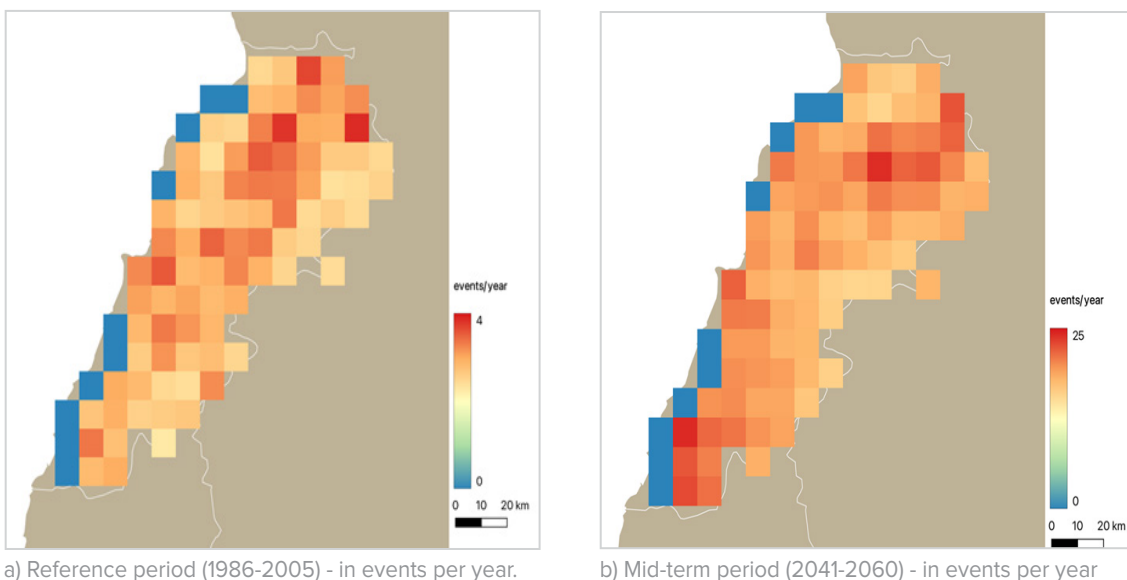 events/year
4
0
0 10 20 km
a) Reference period (1986-2005) - in events per year.
events/year
25
0
0 10 20 km
b) Mid-term period (2041-2060) - in events per year